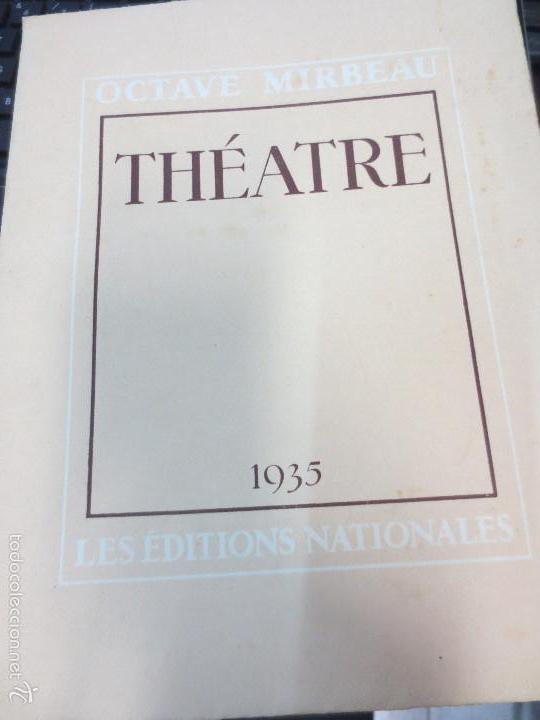 OCTAVE MIRBEAU
THÉATRE
1935
LES ÉDITIONS NATIONALES
todocoleccion.net